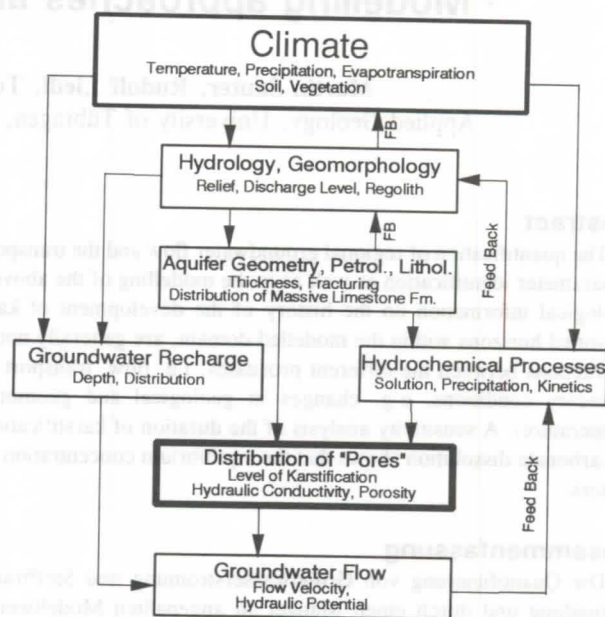 Climate
Temperature, Precipitation, Evapotranspiration
Soil, Vegetation
FB
Hydrology, Geomorphology
Relief, Discharge Level, Regolith
FB
Feed Back
Aquifer Geometry, Petrol., Lithol
Thickness, Fracturing
Distribution of Massive Limestone Fm.
Groundwater Recharge
Depth, Distribution
Hydrochemical Processes
Solution, Precipitation, Kinetics
Distribution of "Pores"
Level of Karstification
Hydraulic Conductivity, Porosity
Feed Back
Groundwater Flow
Flow Velocity,
Hydraulic Potential